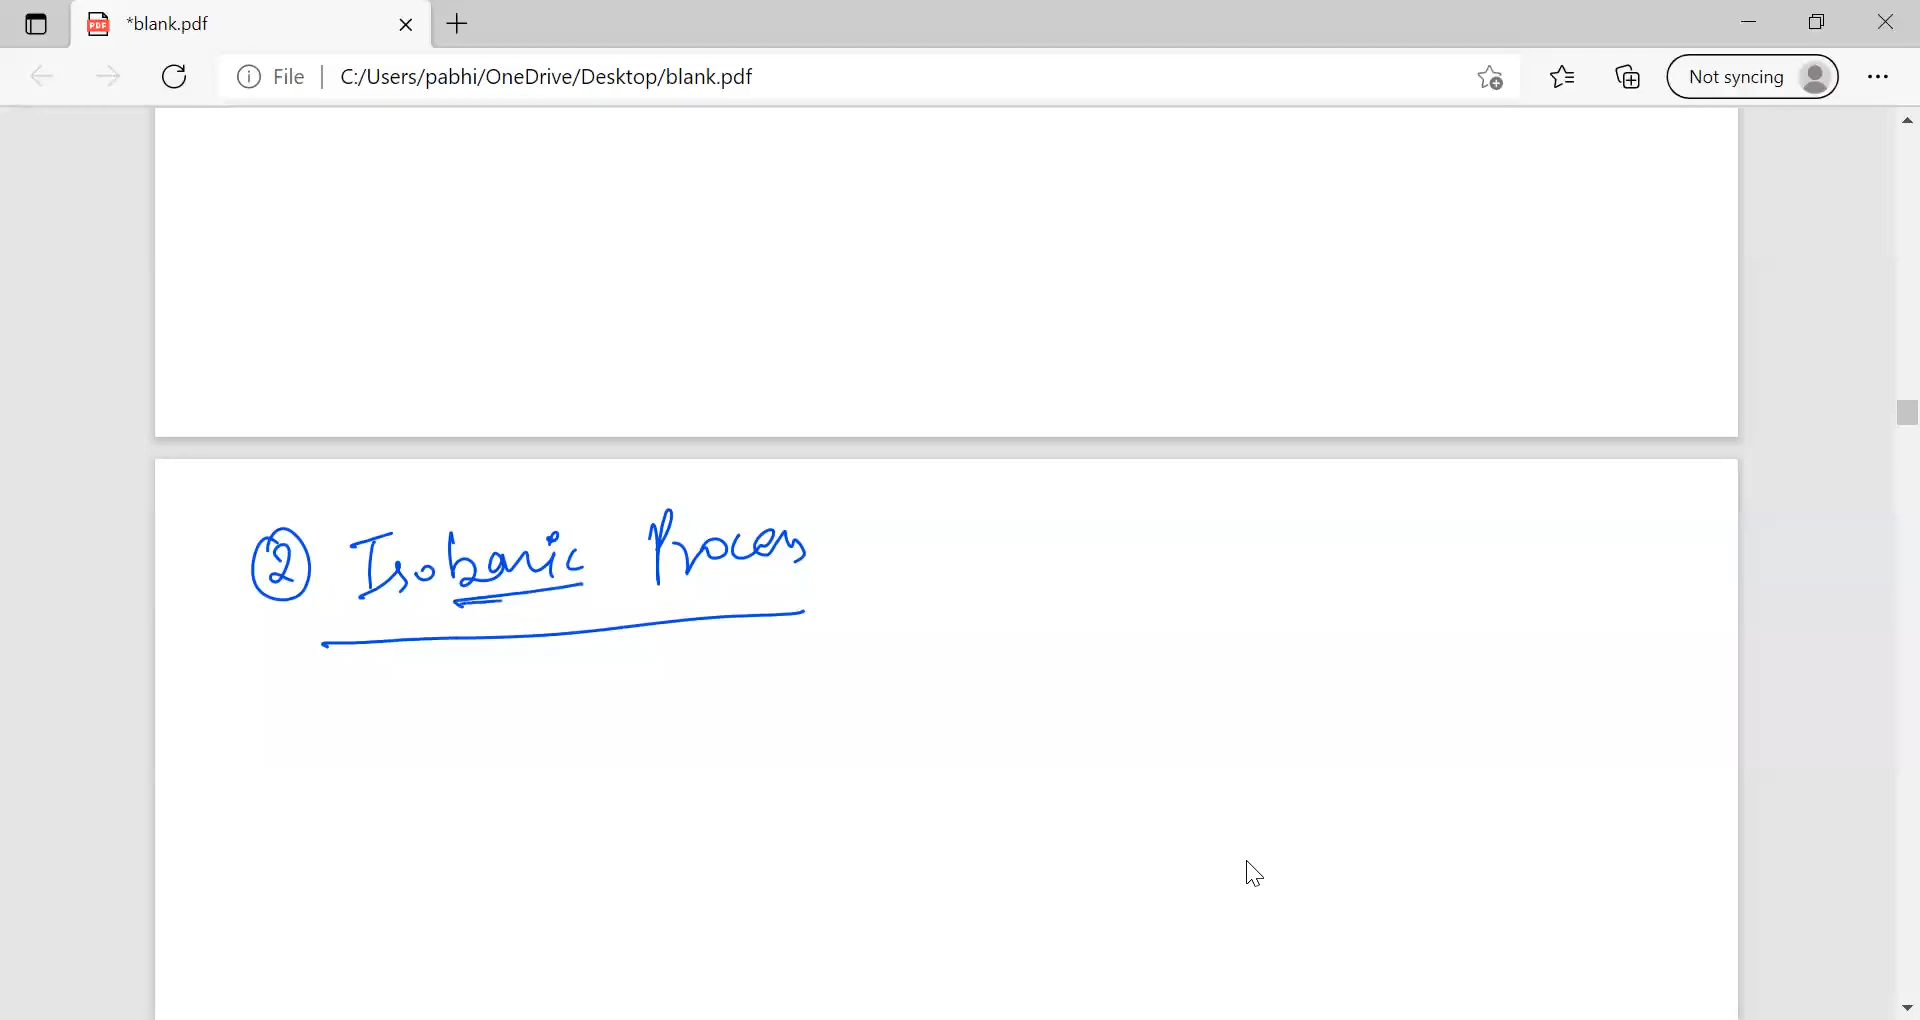 *blank.pdf
File | C:/Users/pabhi/OneDrive/Desktop/blank.pdf
Not syncing
② Isobaric Process